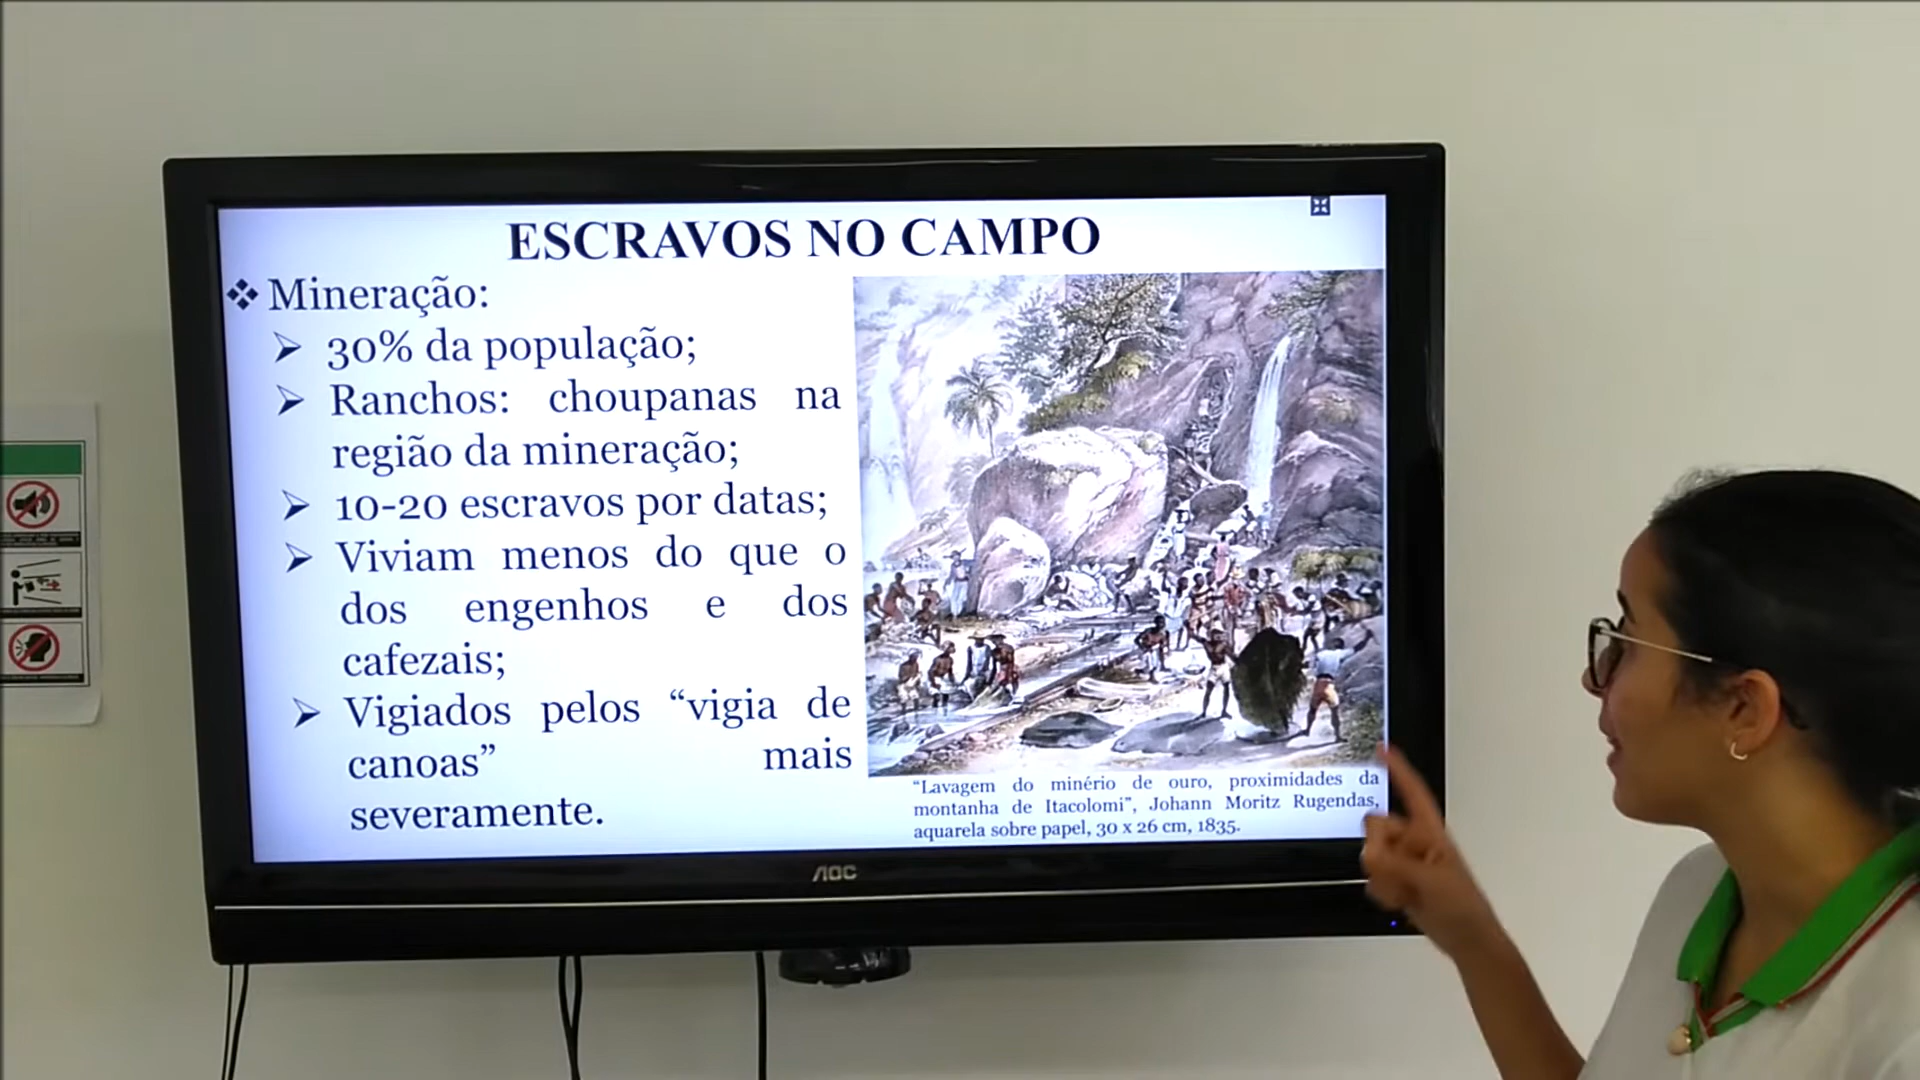 ESCRAVOS NO CAMPO
Mineração:
30% da população;
Ranchos: choupanas na
região da mineração;
10-20 escravos por datas;
Viviam menos do que o
dos engenhos e dos
cafezais;
Vigiados pelos “vigia de
canoas” mais
severamente.
“Lavagem do minério de ouro, proximidades da
montanha de Itacolomi”, Johann Moritz Rugendas,
aquarela sobre papel, 30 x 26 cm, 1835.
AOC